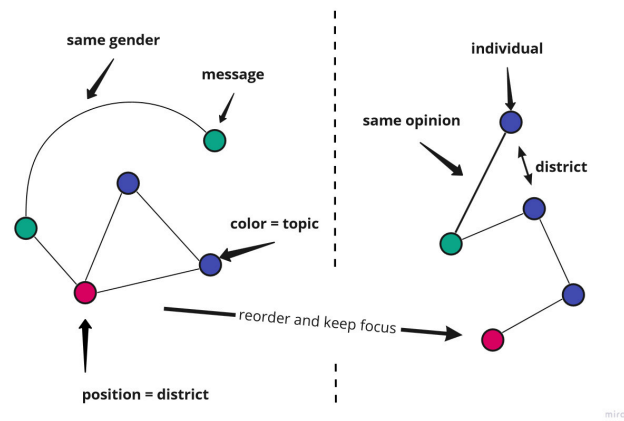 same gender
message
color = topic
position = district
reorder and keep focus
individual
same opinion
district
miro